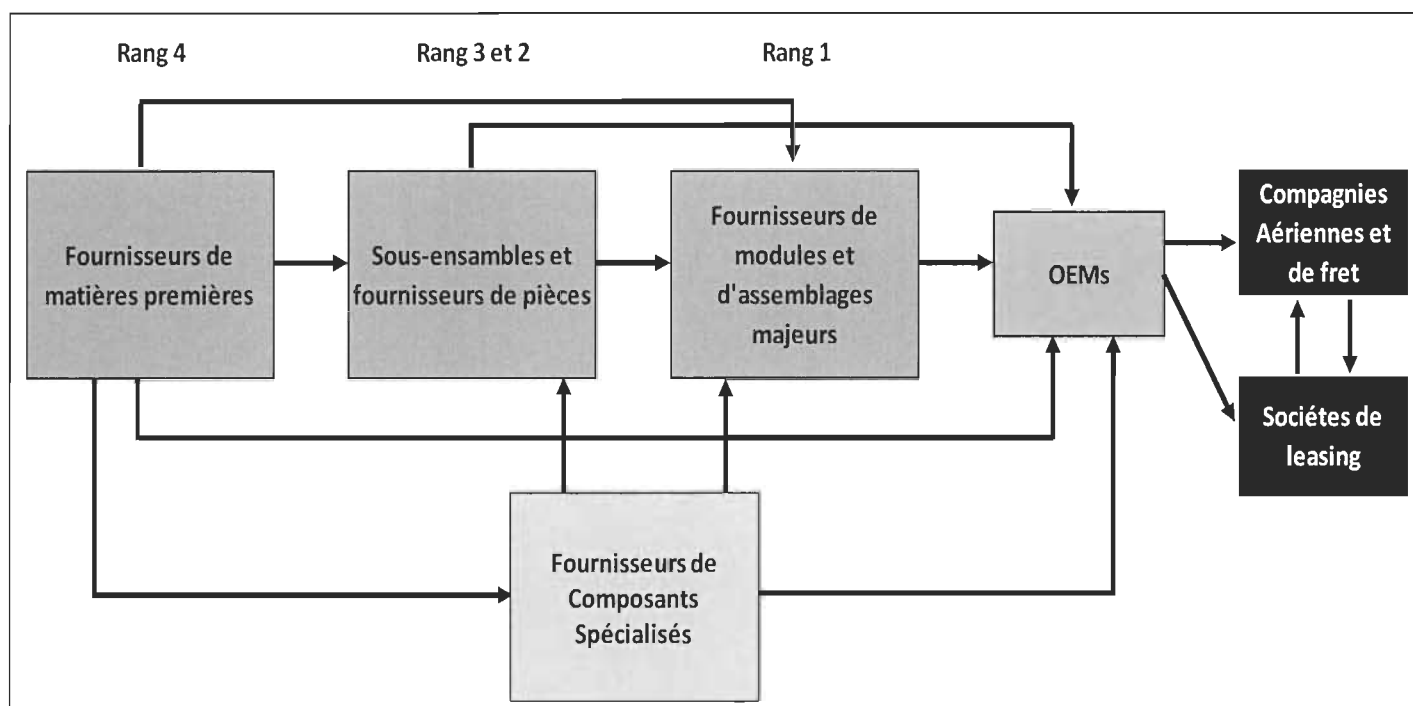 Rang 4
Rang 3 et 2
Rang 1
Fournisseurs de
matières premières
Sous-ensambles et
fournisseurs de pièces
Fournisseurs de
modules et
d'assemblages
majeurs
OEMs
Compagnies
Aériennes et
de fret
Sociétes de
leasing
Fournisseurs de
Composants
Spécialisés